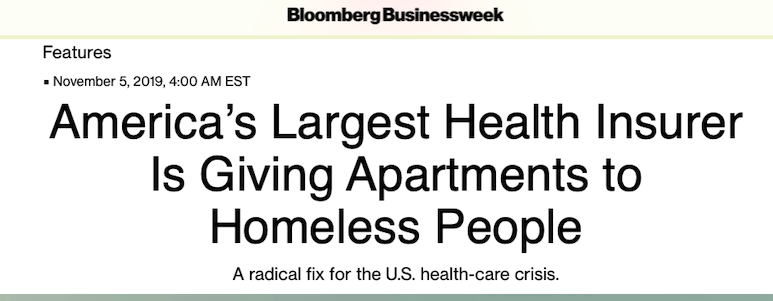 Bloomberg Businessweek
Features
▪ November 5, 2019, 4:00 AM EST
America’s Largest Health Insurer
Is Giving Apartments to
Homeless People
A radical fix for the U.S. health-care crisis.